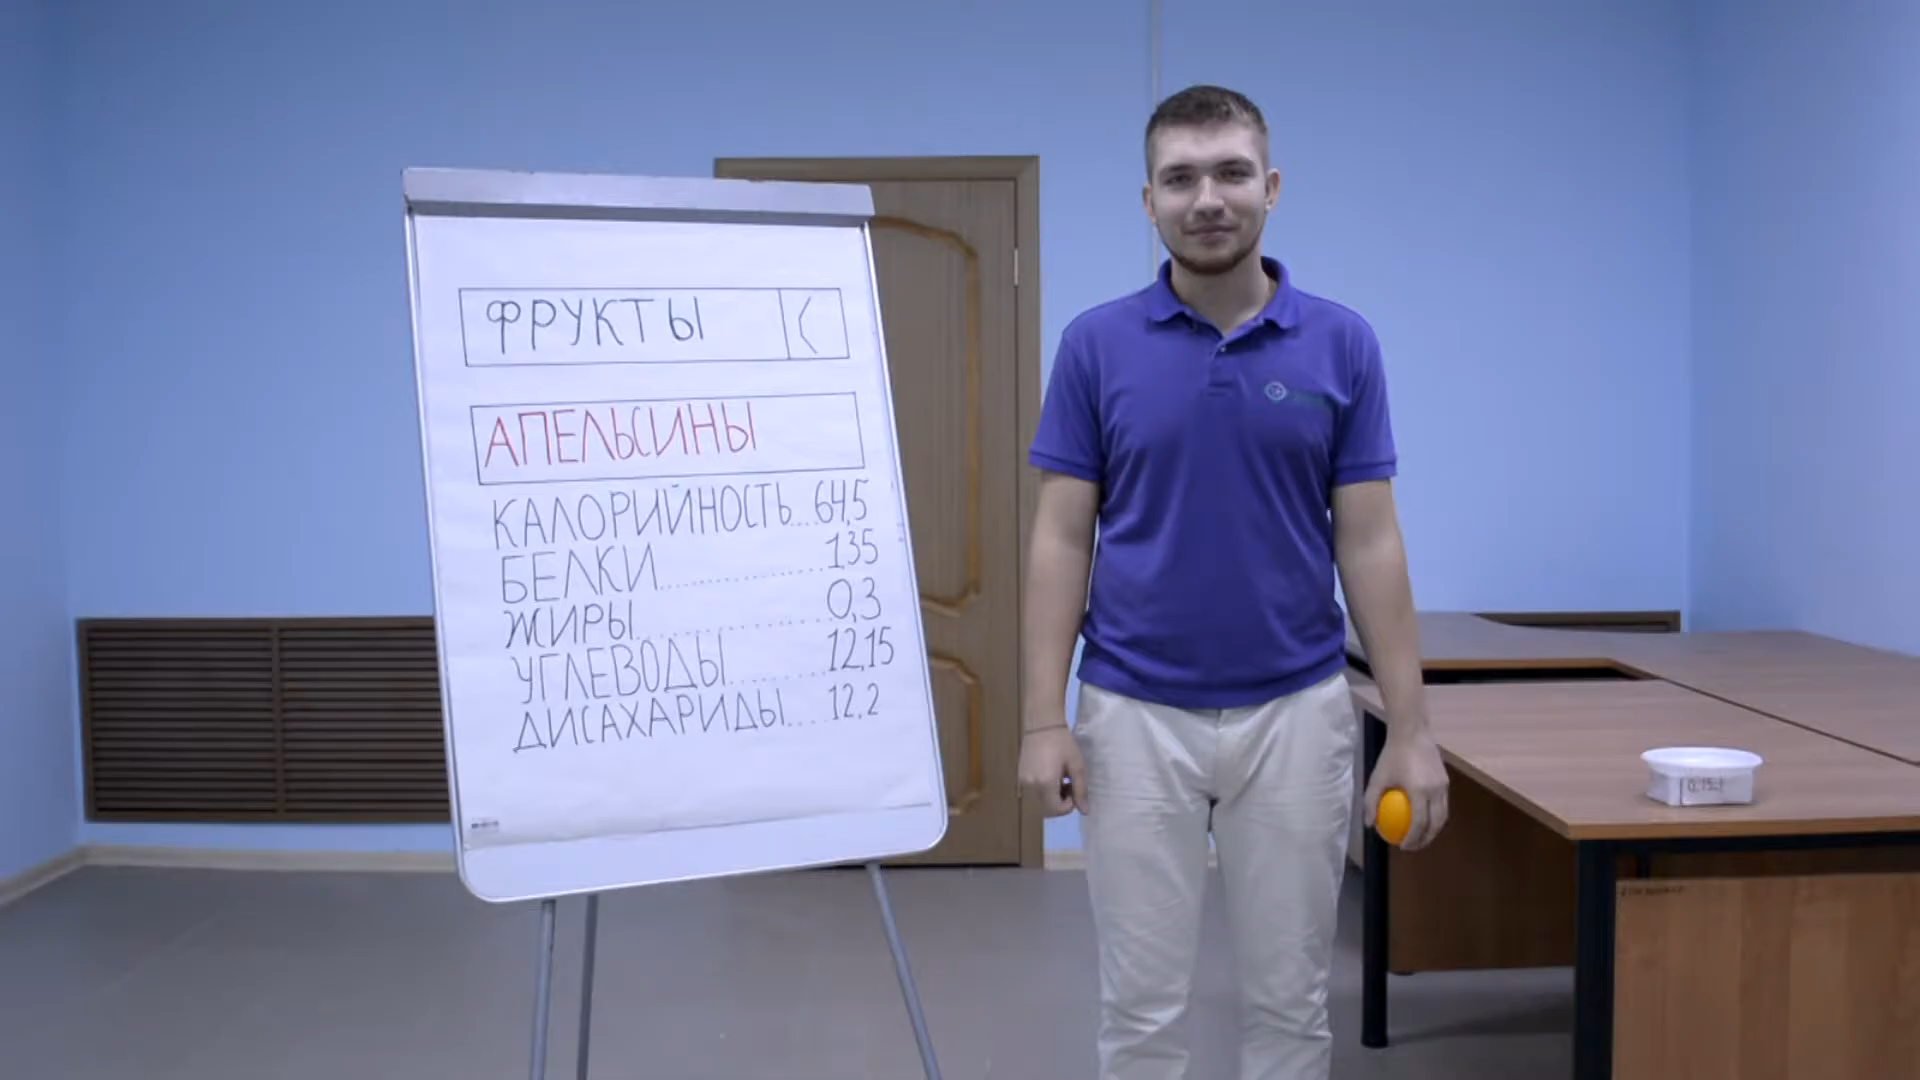 ФРУКТЫ <
АПЕЛЬСИНЫ
КАЛОРИЙНОСТЬ... 64,5
БЕЛКИ................ 1,35
ЖИРЫ................ 0,3
УГЛЕВОДЫ......... 12,15
ДИСАХАРИДЫ.... 12,2